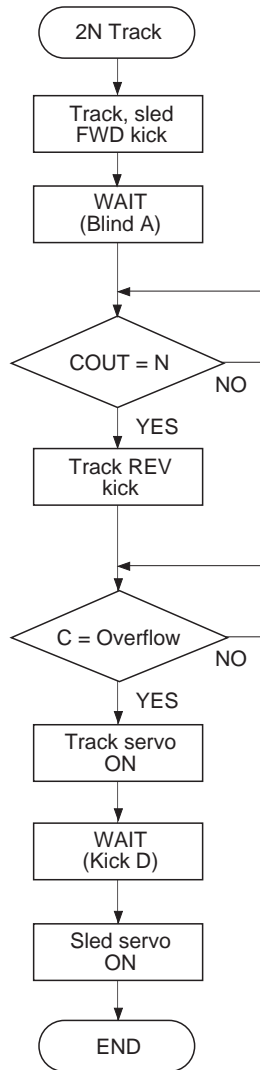 2N Track
Track, sled
FWD kick
WAIT
(Blind A)
COUT = N
NO
YES
Track REV
kick
C = Overflow
NO
YES
Track servo
ON
WAIT
(Kick D)
Sled servo
ON
END